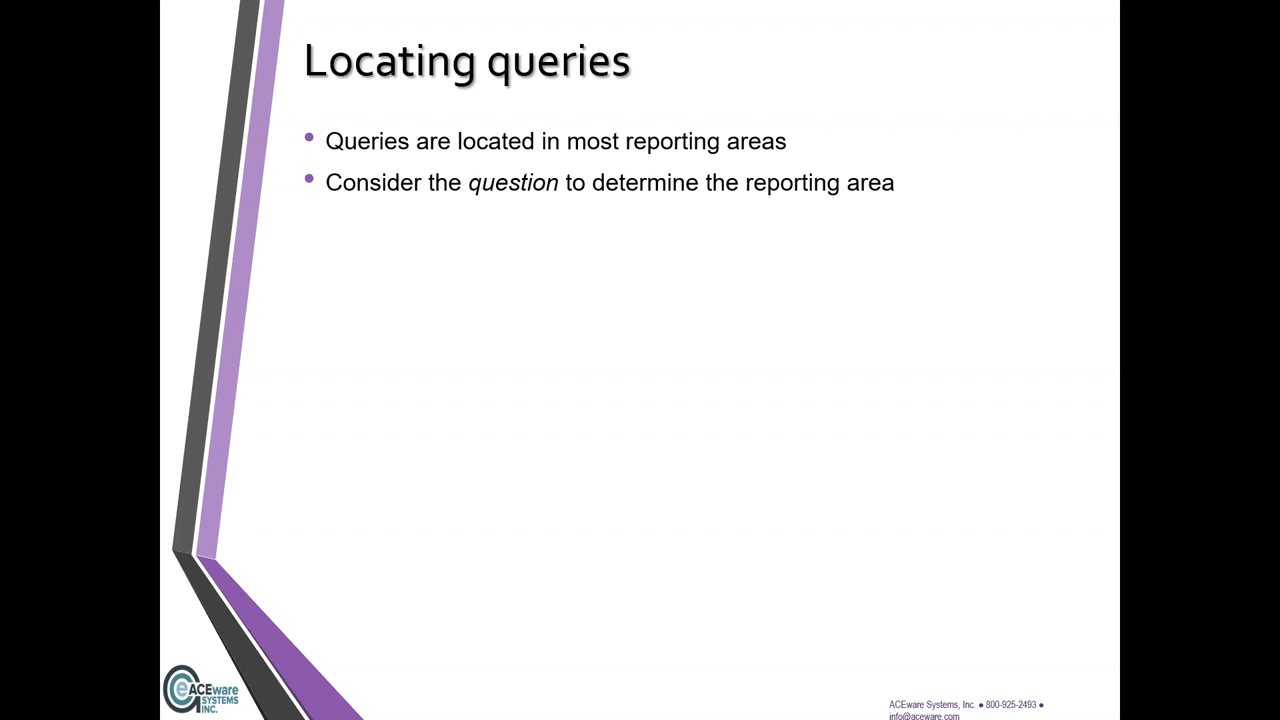 Locating queries
Queries are located in most reporting areas
Consider the question to determine the reporting area
ACEware
SYSTEMS
INC.
ACEware Systems, Inc. ● 800-925-2493 ●
info@aceware.com